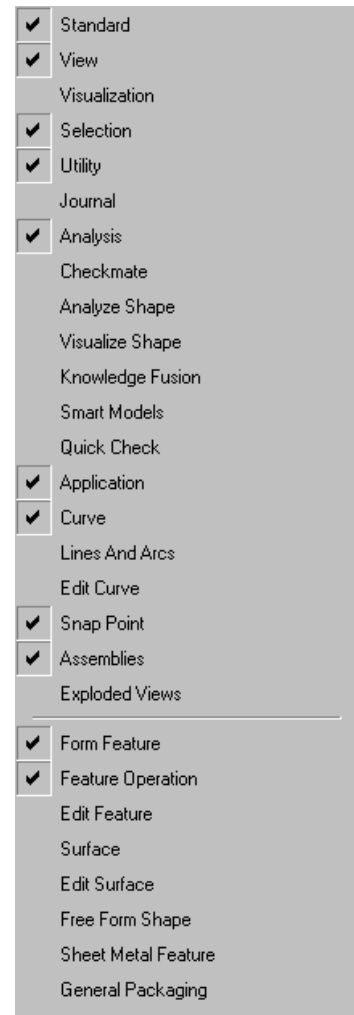 Standard
View
Visualization
Selection
Utility
Journal
Analysis
Checkmate
Analyze Shape
Visualize Shape
Knowledge Fusion
Smart Models
Quick Check
Application
Curve
Lines And Arcs
Edit Curve
Snap Point
Assemblies
Exploded Views
Form Feature
Feature Operation
Edit Feature
Surface
Edit Surface
Free Form Shape
Sheet Metal Feature
General Packaging